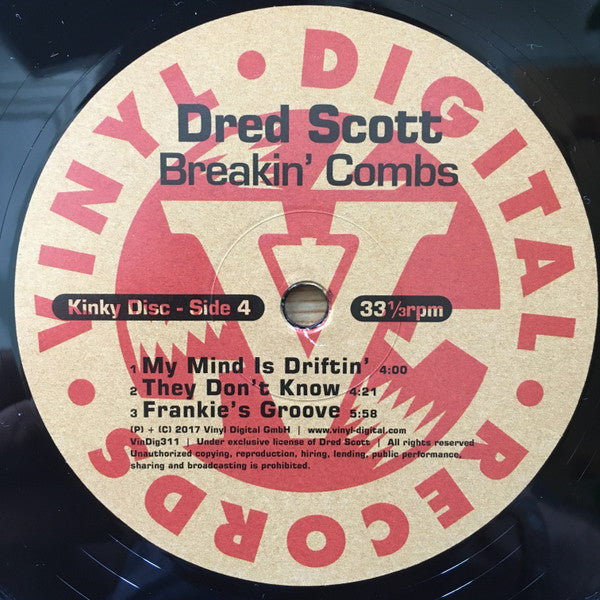 VINYL • DIGITAL • RECORDS •
Dred Scott
Breakin' Combs
Kinky Disc - Side 4
33 1/3rpm
1 My Mind Is Driftin' 4:00
2 They Don't Know 4:21
3 Frankie's Groove 5:58
(P) + (C) 2017 Vinyl Digital GmbH | www.vinyl-digital.com
VinDig311 | Under exclusive license of Dred Scott | All rights reserved
Unauthorized copying, reproduction, hiring, lending, public performance,
sharing and broadcasting is prohibited.